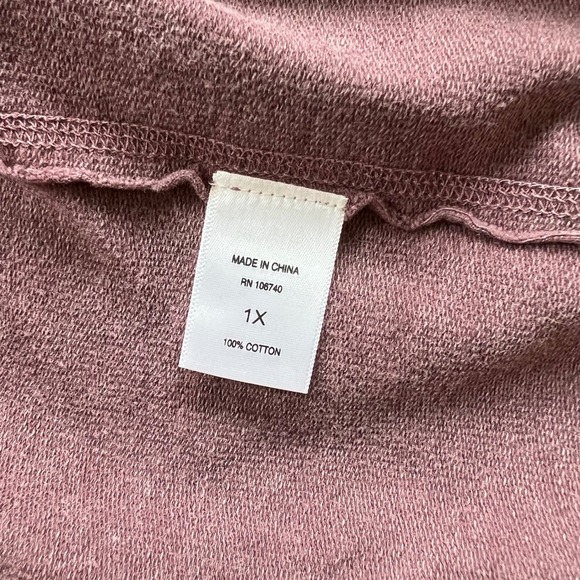 MADE IN CHINA
RN 106740
1X
100% COTTON